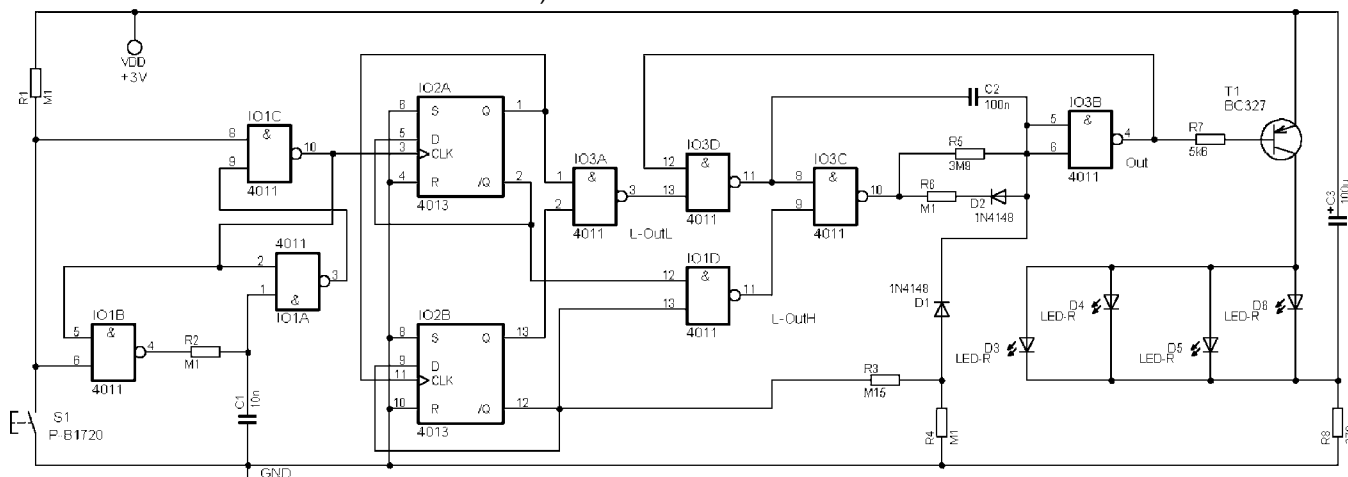 VDD
+3V
R1
M1
IO1C
8
&
9
10
4011
4011
2
1
&
3
IO1A
IO1B
5
&
6
4
4011
R2
M1
C1
10n
S1
P-B1720
GND
IO2A
6
S
Q
1
5
D
3
CLK
4
R
/Q
2
4013
IO2B
8
S
Q
13
9
D
11
CLK
10
R
/Q
12
4013
IO3A
1
&
2
3
4011
L-OutL
IO3D
12
&
13
11
4011
IO1D
12
&
13
11
4011
L-OutH
IO3C
8
&
9
10
4011
C2
100n
R5
3M9
R6
M1
D2
1N4148
1N4148
D1
R3
M15
R4
M1
IO3B
5
&
6
4
4011
Out
R7
5k6
T1
BC327
+C3
100u
D4
LED-R
D6
LED-R
D3
LED-R
D5
LED-R
R8